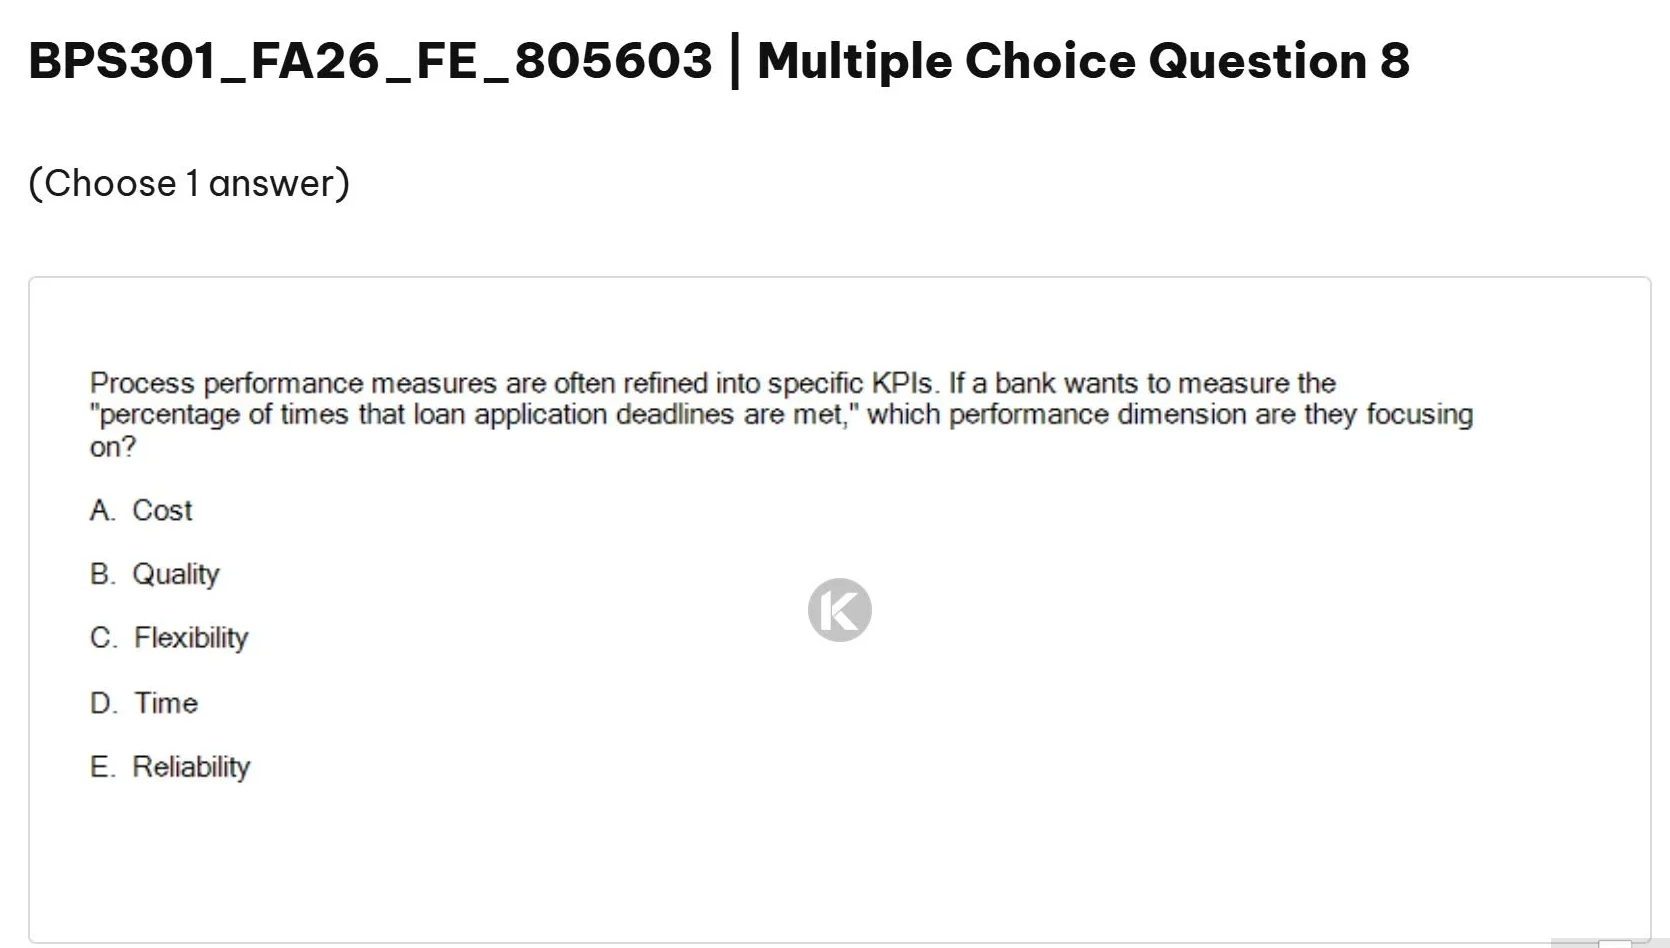 BPS301_FA26_FE_805603 | Multiple Choice Question 8
(Choose 1 answer)
Process performance measures are often refined into specific KPIs. If a bank wants to measure the
"percentage of times that loan application deadlines are met," which performance dimension are they focusing
on?
A. Cost
B. Quality
C. Flexibility
D. Time
E. Reliability
K